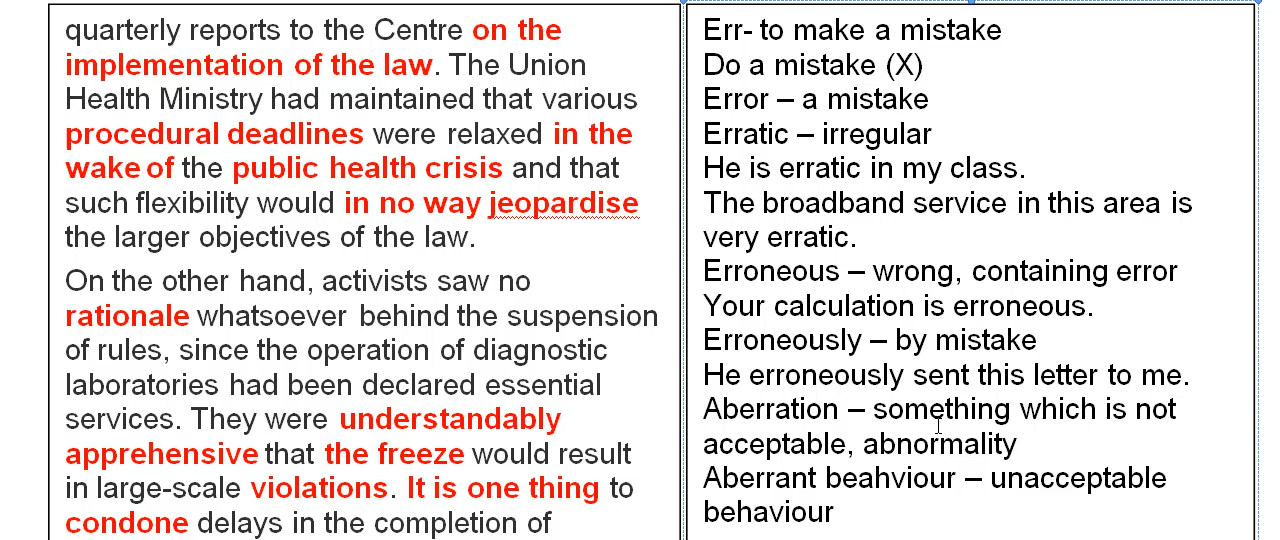 quarterly reports to the Centre on the
implementation of the law. The Union
Health Ministry had maintained that various
procedural deadlines were relaxed in the
wake of the public health crisis and that
such flexibility would in no way jeopardise
the larger objectives of the law.
On the other hand, activists saw no
rationale whatsoever behind the suspension
of rules, since the operation of diagnostic
laboratories had been declared essential
services. They were understandably
apprehensive that the freeze would result
in large-scale violations. It is one thing to
condone delays in the completion of
Err- to make a mistake
Do a mistake (X)
Error – a mistake
Erratic – irregular
He is erratic in my class.
The broadband service in this area is
very erratic.
Erroneous – wrong, containing error
Your calculation is erroneous.
Erroneously – by mistake
He erroneously sent this letter to me.
Aberration – something which is not
acceptable, abnormality
Aberrant beahviour – unacceptable
behaviour